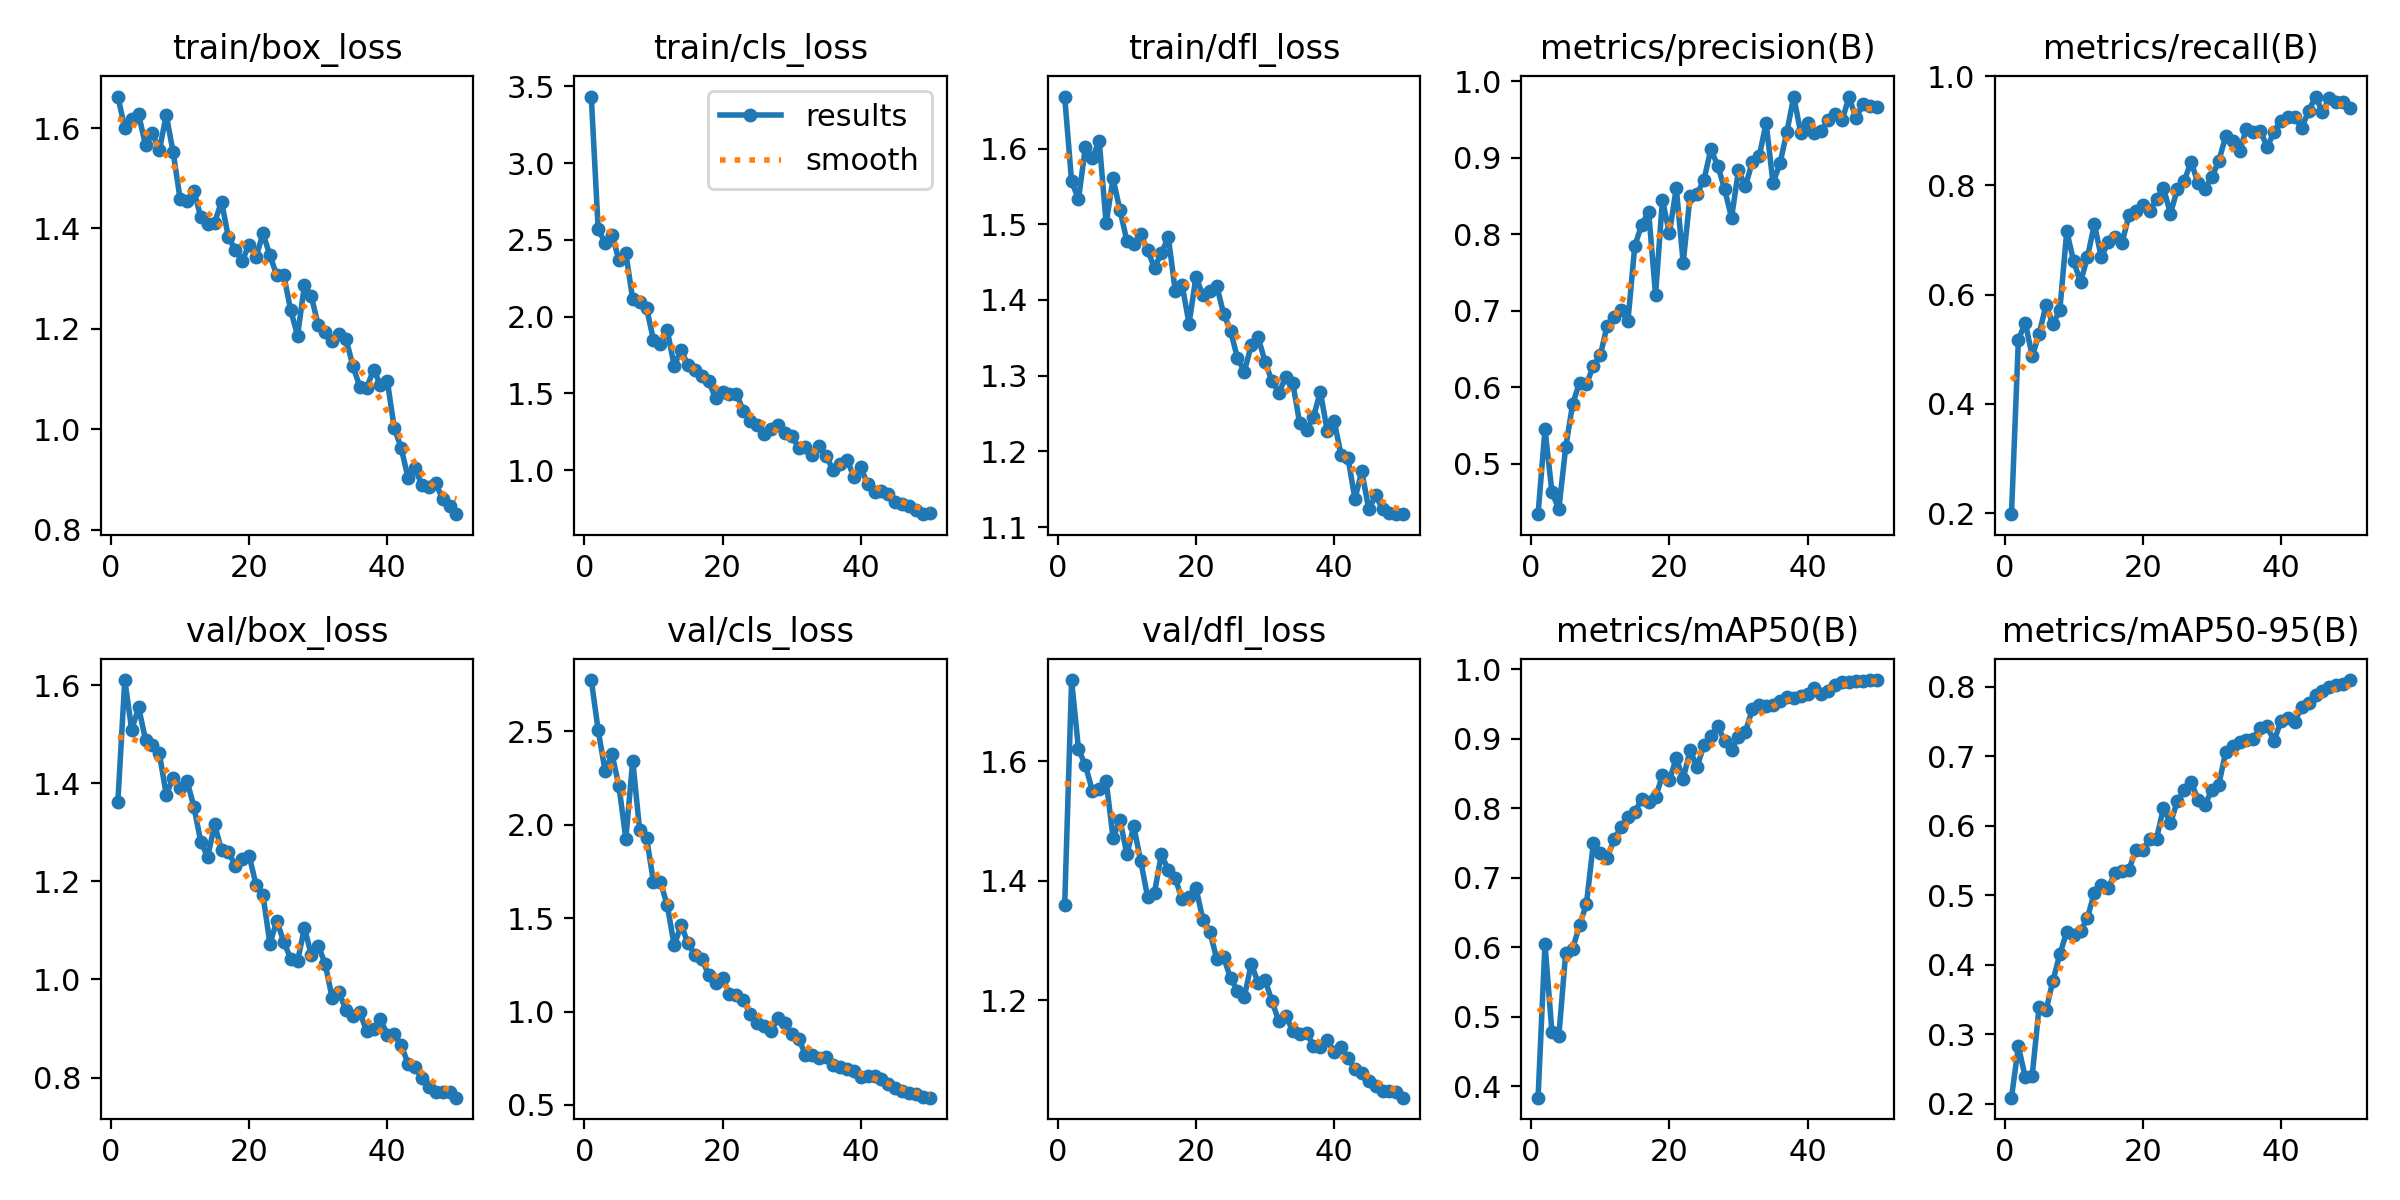 train/box_loss
1.6
1.4
1.2
1.0
0.8
0 20 40
train/cls_loss
results
smooth
3.5
3.0
2.5
2.0
1.5
1.0
0 20 40
train/dfl_loss
1.6
1.5
1.4
1.3
1.2
1.1
0 20 40
metrics/precision(B)
1.0
0.9
0.8
0.7
0.6
0.5
0 20 40
metrics/recall(B)
1.0
0.8
0.6
0.4
0.2
0 20 40
val/box_loss
1.6
1.4
1.2
1.0
0.8
0 20 40
val/cls_loss
2.5
2.0
1.5
1.0
0.5
0 20 40
val/dfl_loss
1.6
1.4
1.2
0 20 40
metrics/mAP50(B)
1.0
0.9
0.8
0.7
0.6
0.5
0.4
0 20 40
metrics/mAP50-95(B)
0.8
0.7
0.6
0.5
0.4
0.3
0.2
0 20 40